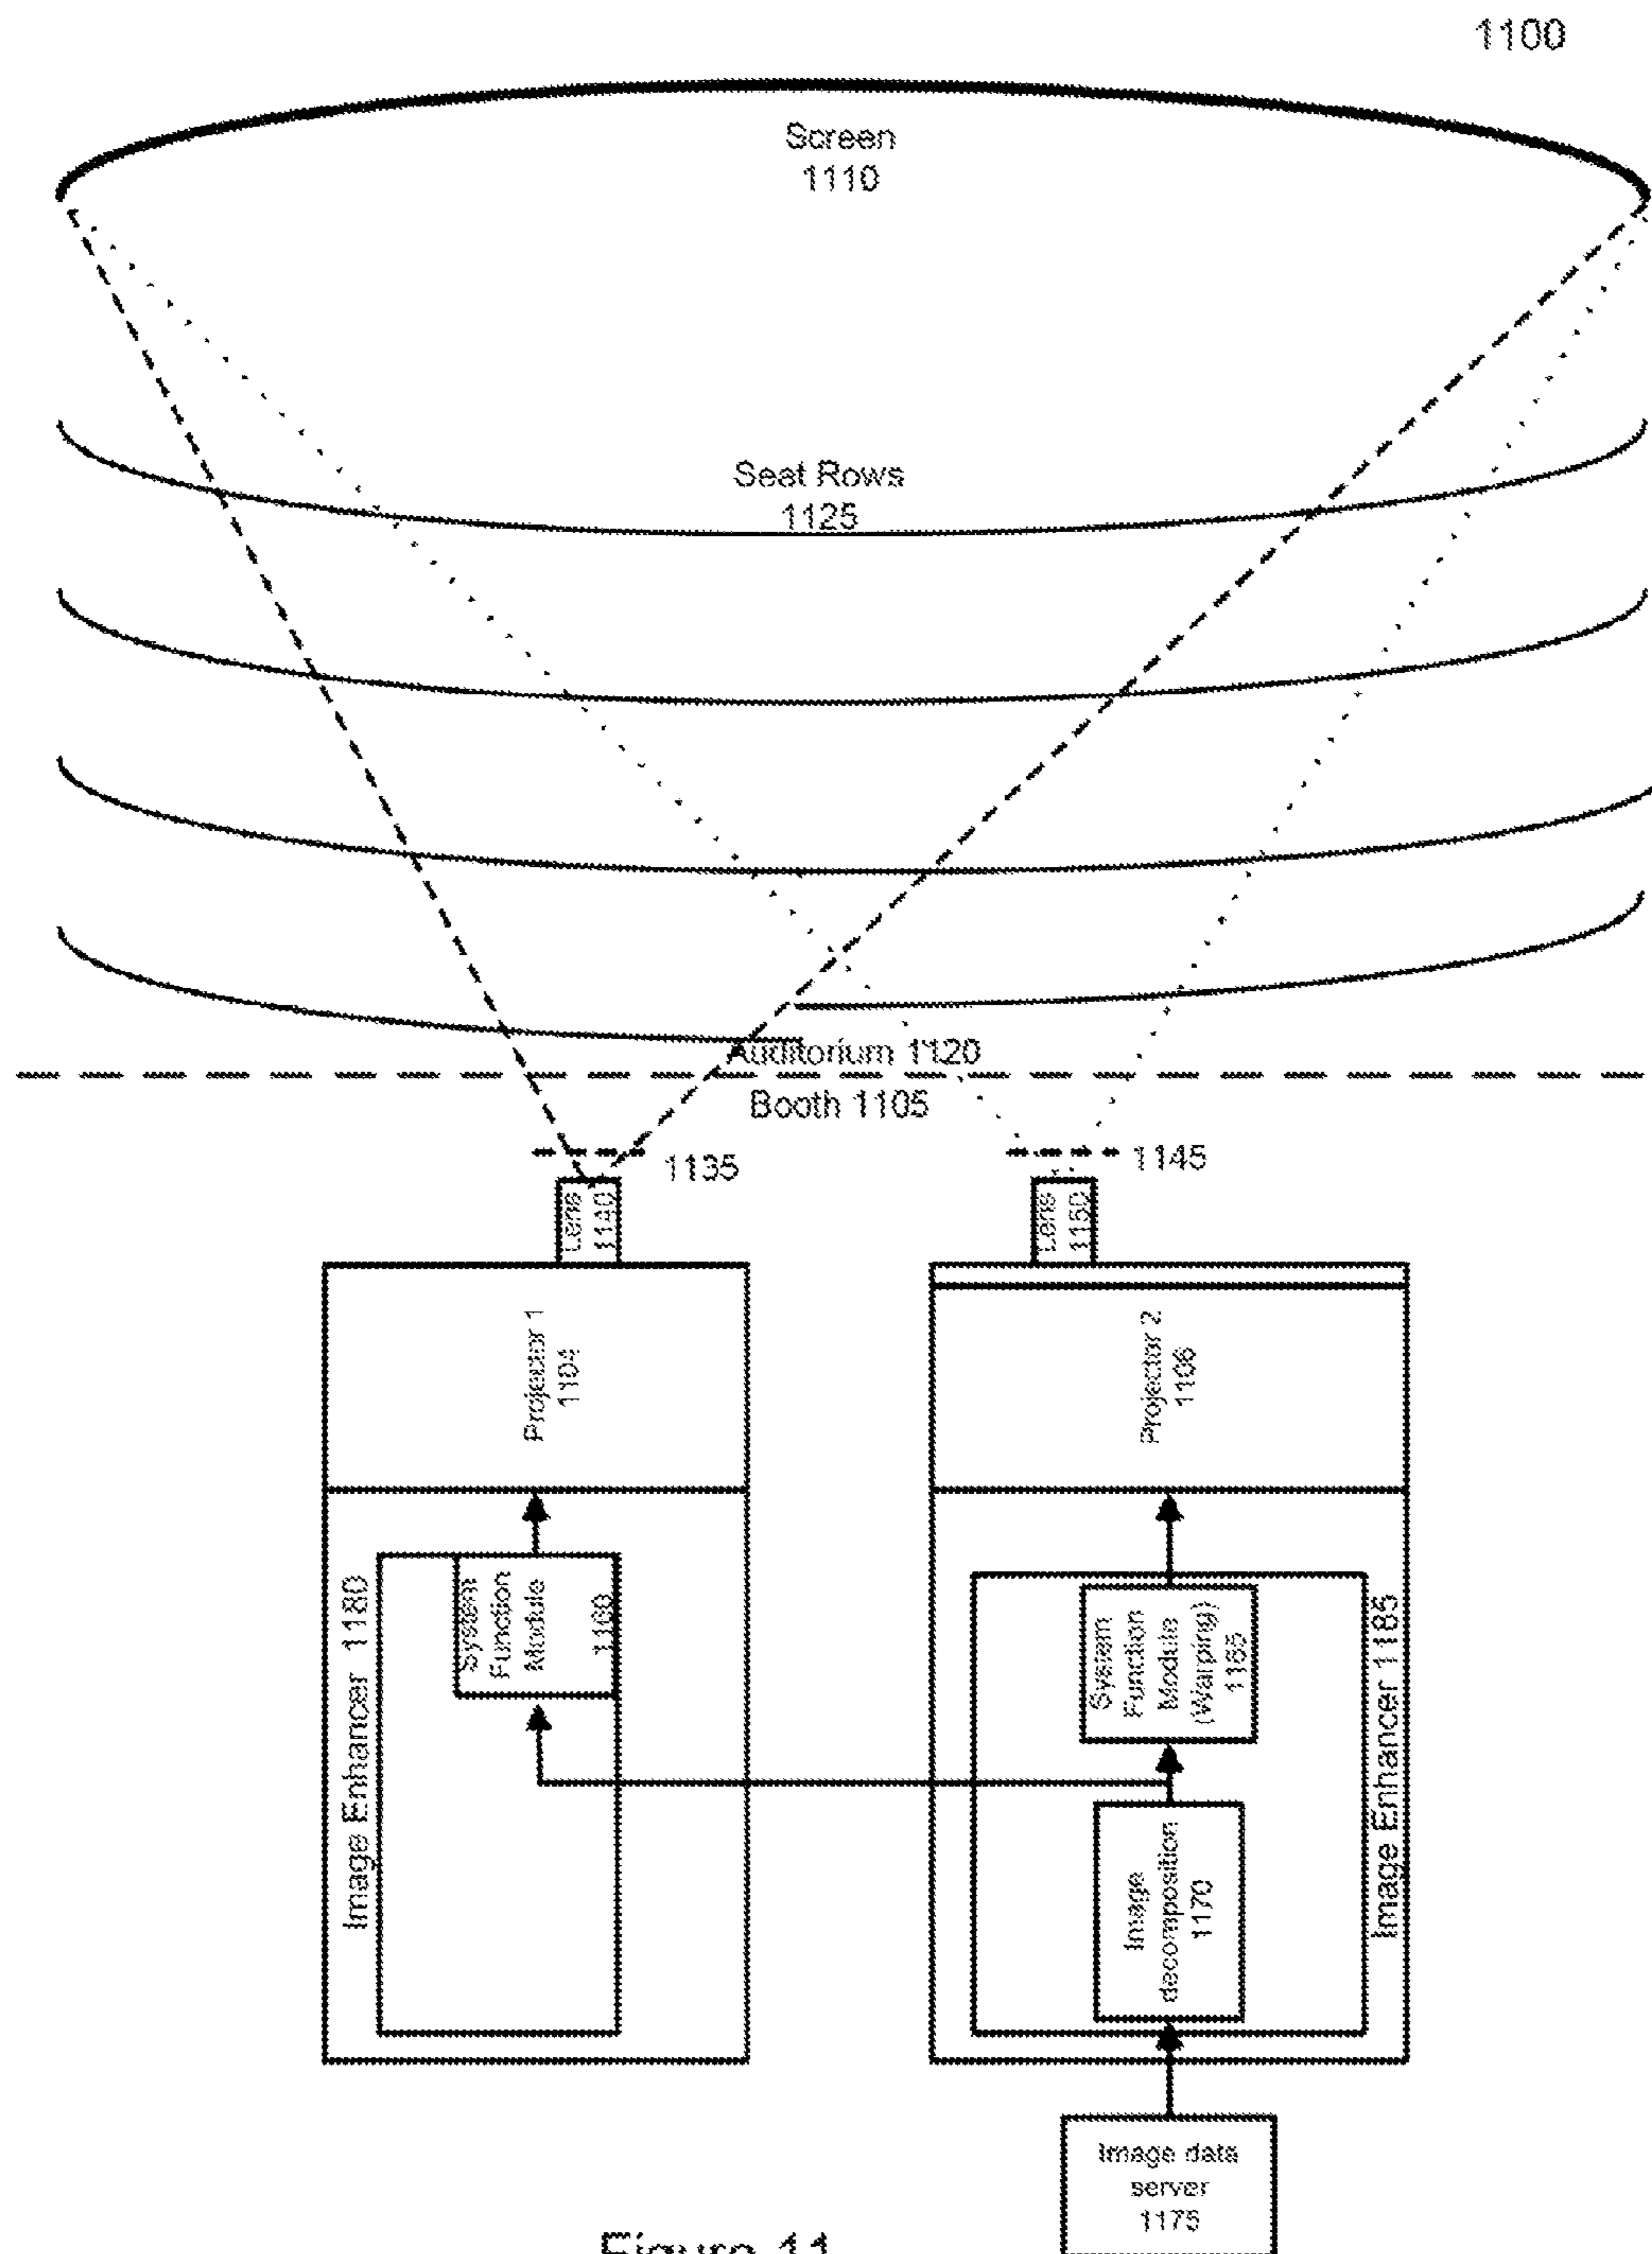 1100
Screen
1110
Seat Rows
1125
Auditorium 1120
Booth 1105
1135
1145
Lens
1140
Lens
1150
Projector 1
1104
Projector 2
1106
Image Enhancer 1180
System
Function
Module
1160
System
Function
Module
(Warping)
1165
Image Enhancer 1185
Image
decomposition
1170
Image data
server
1175
Figure 11